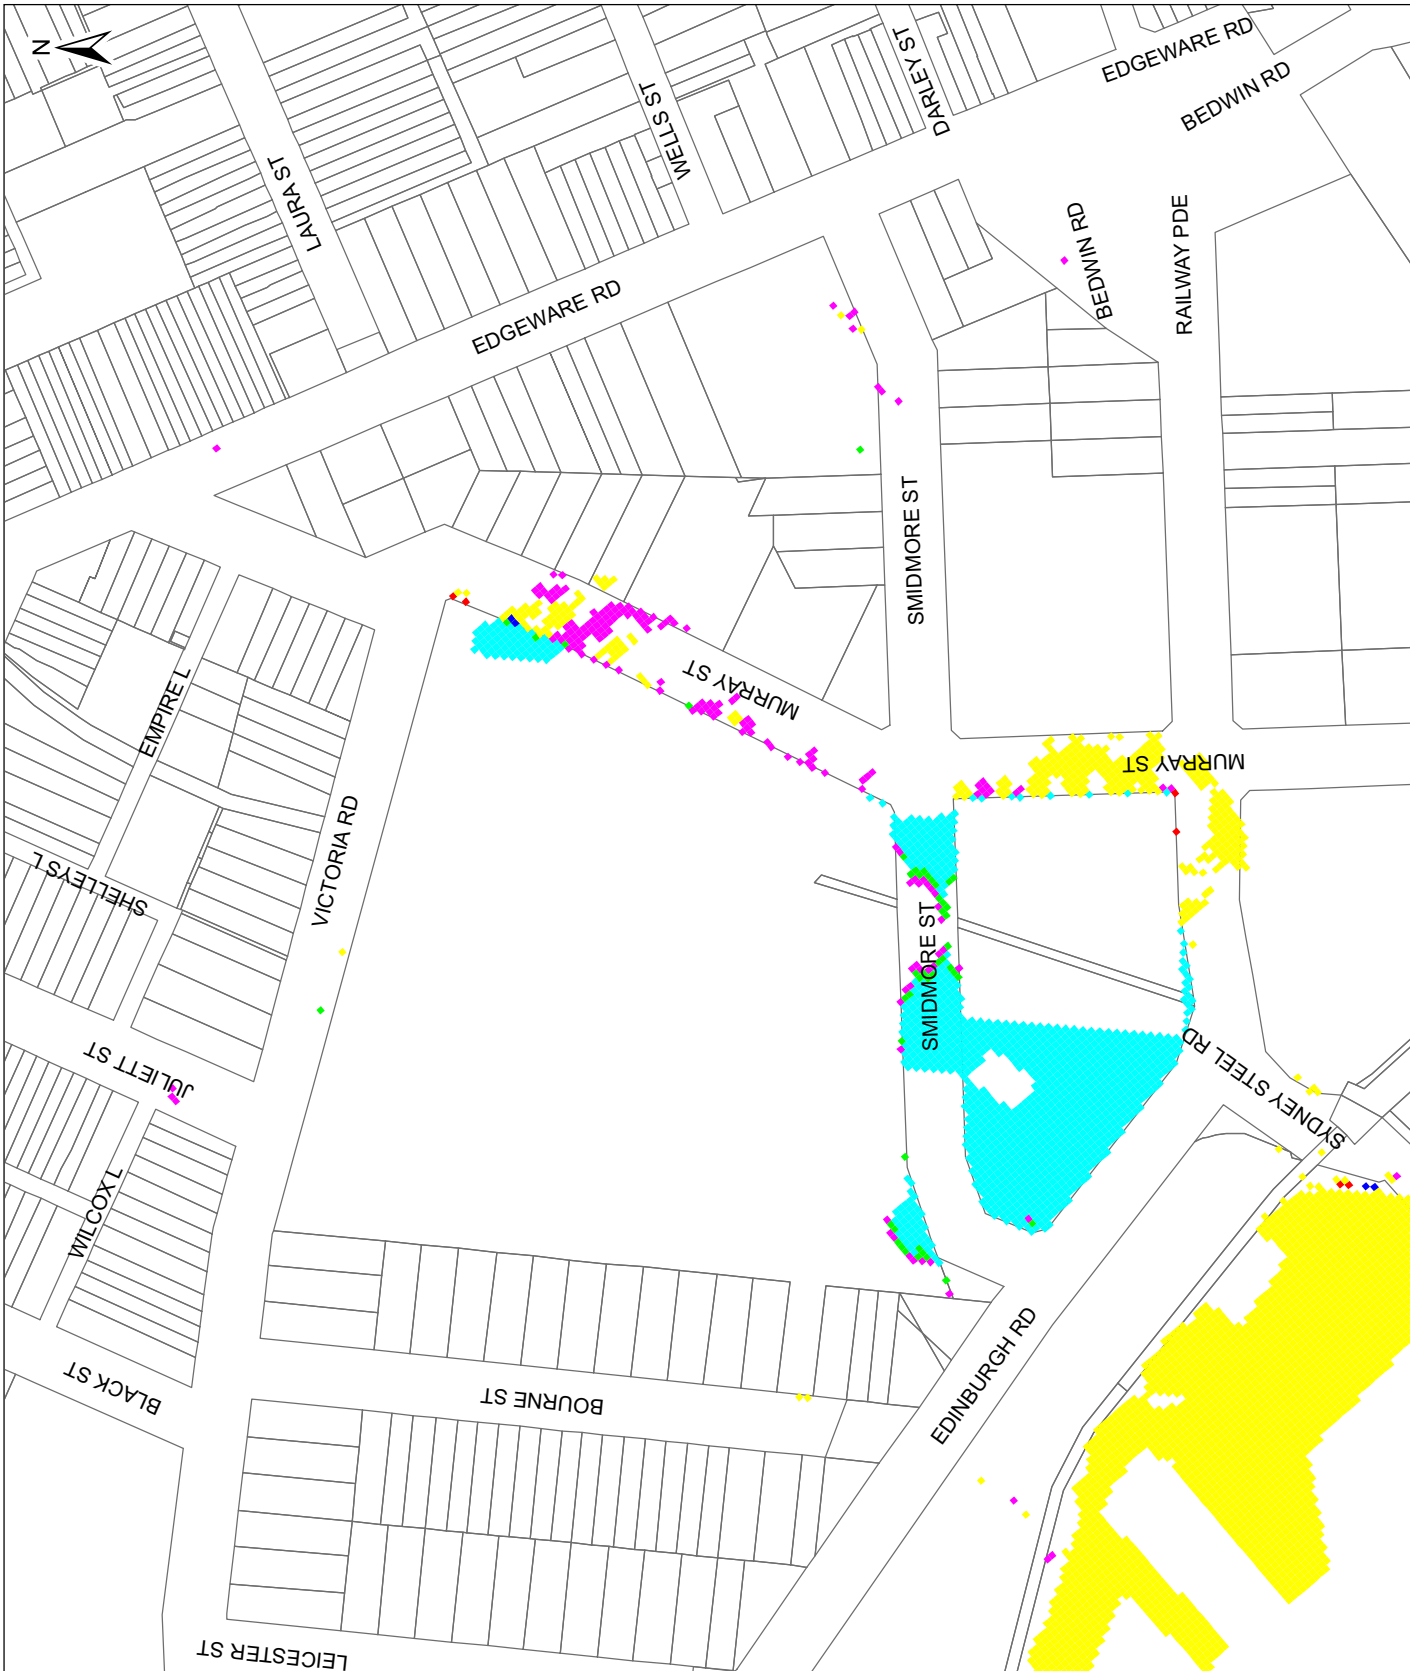 N
EDGEWARE RD
DARLEY ST
BEDWIN RD
WELLS ST
LAURA ST
BEDWIN RD
RAILWAY PDE
EDGEWARE RD
SMIDMORE ST
MURRAY ST
EMPIRE L
MURRAY ST
VICTORIA RD
SHELLEYS L
SMIDMORE ST
JULIETT ST
SYDNEY STEEL RD
WILCOX L
EDINBURGH RD
BLACK ST
BOURNE ST
LEICESTER ST